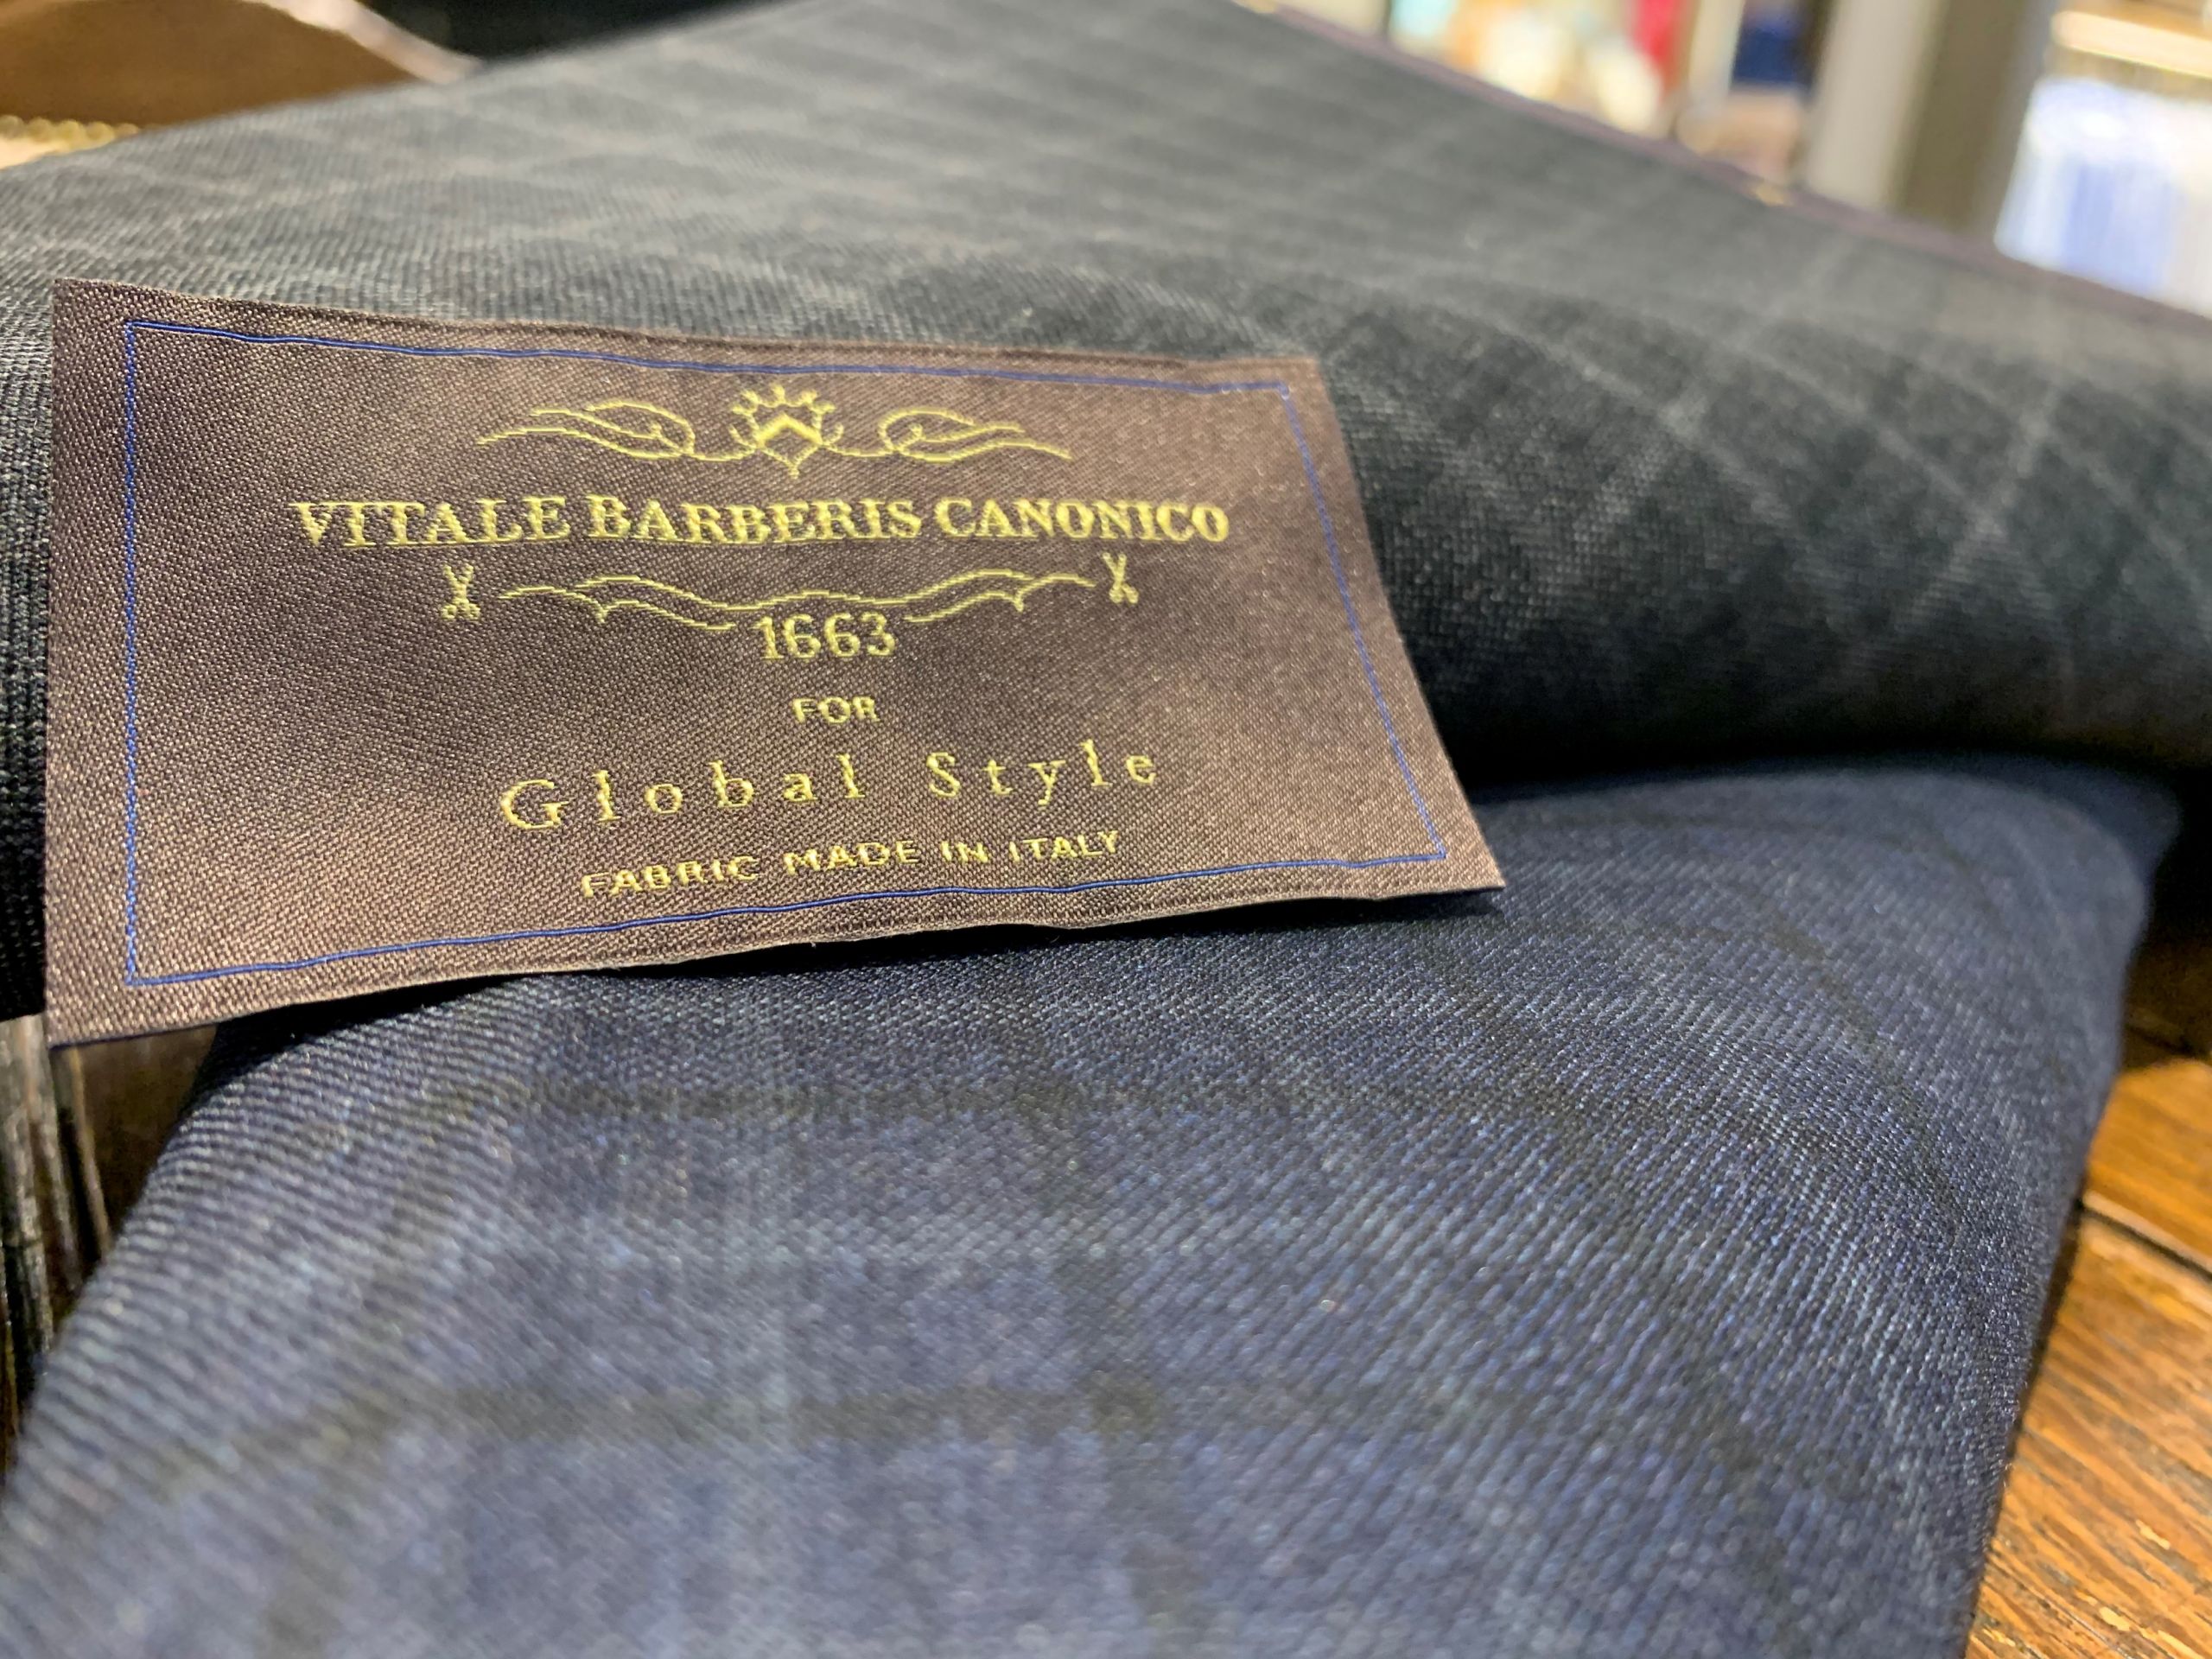 VITALE BARBERIS CANONICO
1663
FOR
Global Style
FABRIC MADE IN ITALY